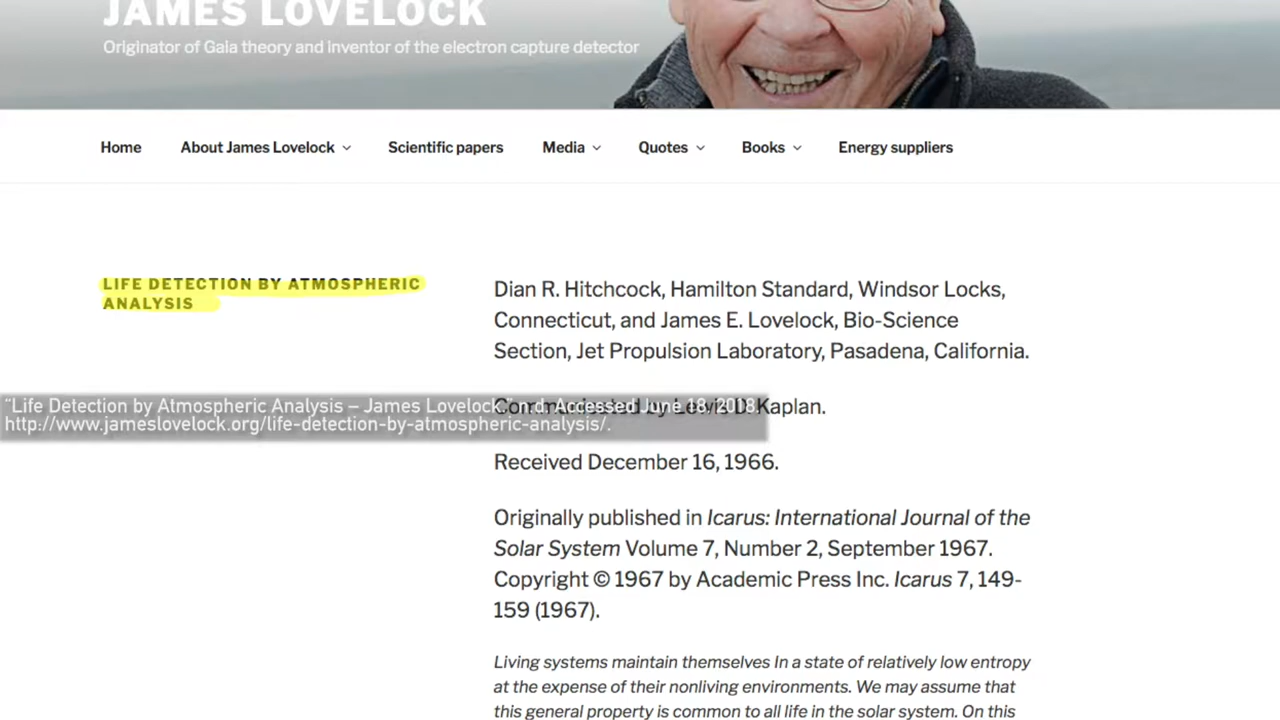 JAMES LOVELOCK
Originator of Gaia theory and inventor of the electron capture detector
Home About James Lovelock Scientific papers Media Quotes Books Energy suppliers
LIFE DETECTION BY ATMOSPHERIC
ANALYSIS
Dian R. Hitchcock, Hamilton Standard, Windsor Locks,
Connecticut, and James E. Lovelock, Bio-Science
Section, Jet Propulsion Laboratory, Pasadena, California.
"Life Detection by Atmospheric Analysis – James Lovelock." n.d. Accessed June 18, 2018.
http://www.jameslovelock.org/life-detection-by-atmospheric-analysis/.
Communicated by Lewis D. Kaplan.
Received December 16, 1966.
Originally published in Icarus: International Journal of the
Solar System Volume 7, Number 2, September 1967.
Copyright © 1967 by Academic Press Inc. Icarus 7, 149-
159 (1967).
Living systems maintain themselves In a state of relatively low entropy
at the expense of their nonliving environments. We may assume that
this general property is common to all life in the solar system. On this